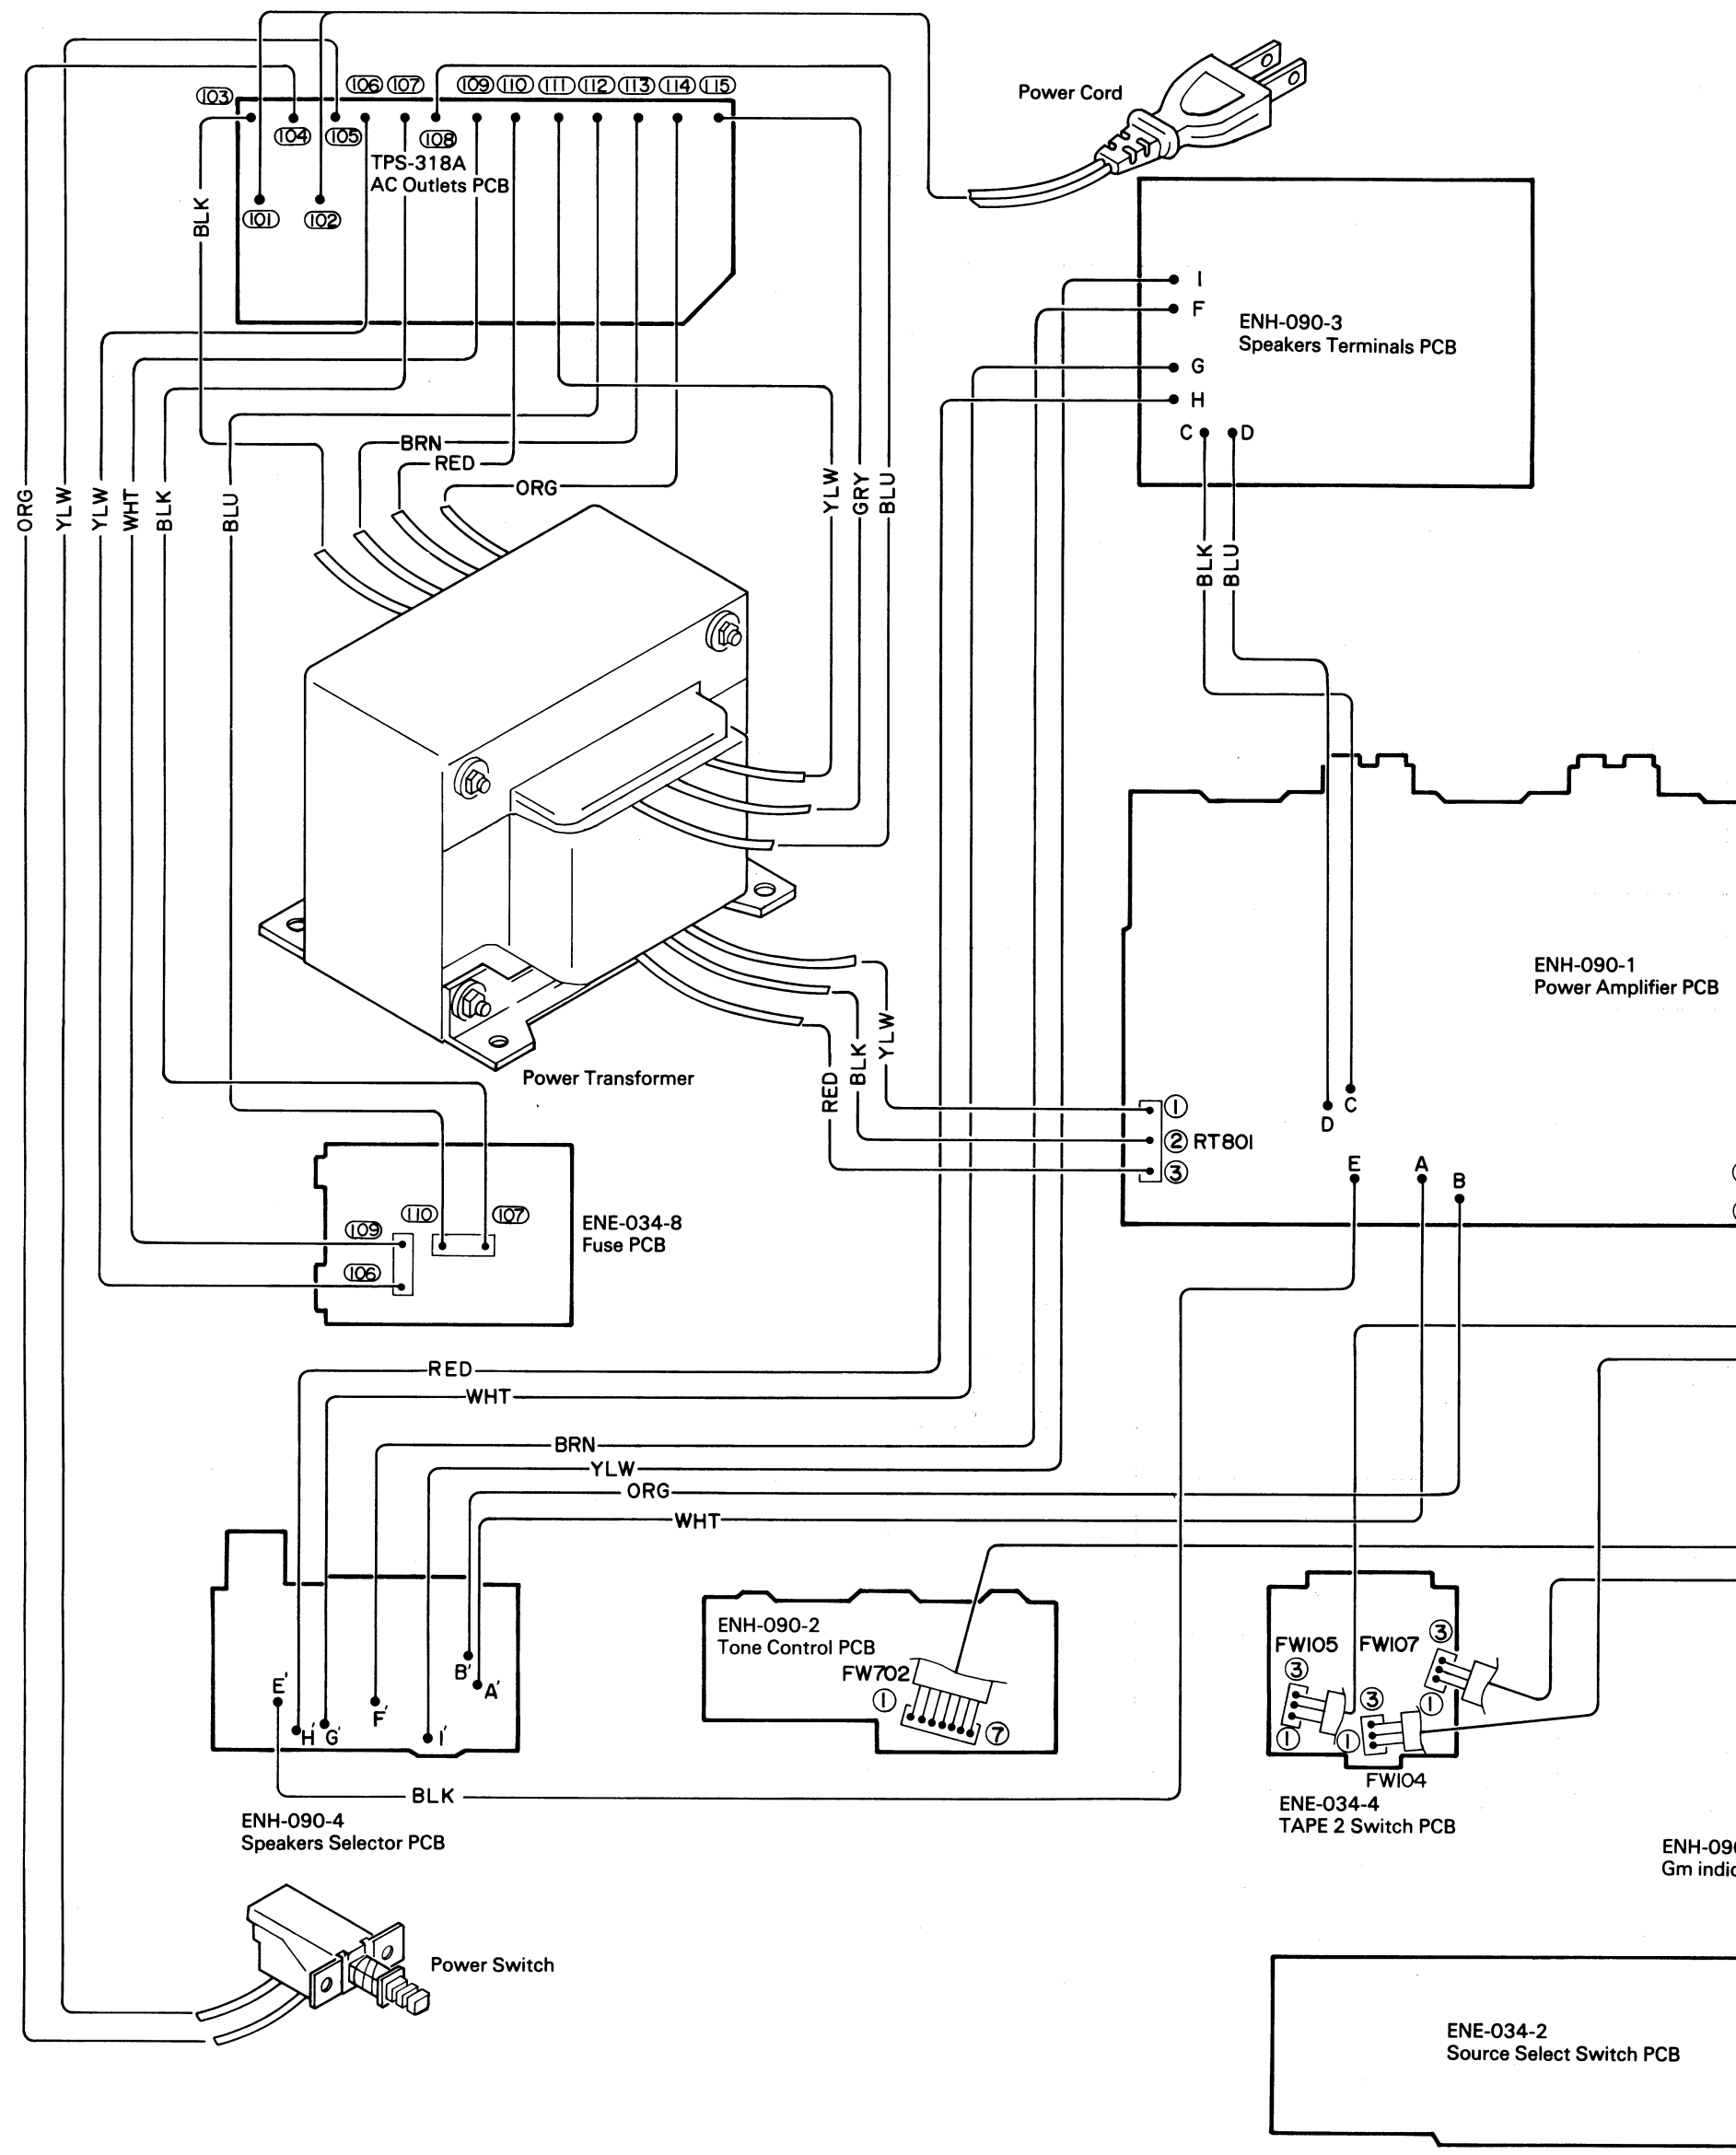 Power Cord
103
106 107
109 110 111 112 113 114 115
104
105
108
TPS-318A
AC Outlets PCB
101
102
BLK
I
F
ENH-090-3
Speakers Terminals PCB
G
H
C
D
BRN
RED
ORG
ORG
YLW
YLW
WHT
BLK
BLU
YLW
GRY
BLU
BLK
BLU
ENH-090-1
Power Amplifier PCB
Power Transformer
RED
BLK
YLW
1
2 RT801
3
C
D
E
A
B
110
107
109
106
ENE-034-8
Fuse PCB
RED
WHT
BRN
YLW
ORG
WHT
ENH-090-2
Tone Control PCB
FW702
1
7
FW105
FW107
3
3
3
1
1
1
FW104
ENE-034-4
TAPE 2 Switch PCB
B'
A'
E'
F'
H'
G'
I'
BLK
ENH-090-4
Speakers Selector PCB
ENH-09
Gm indic
Power Switch
ENE-034-2
Source Select Switch PCB